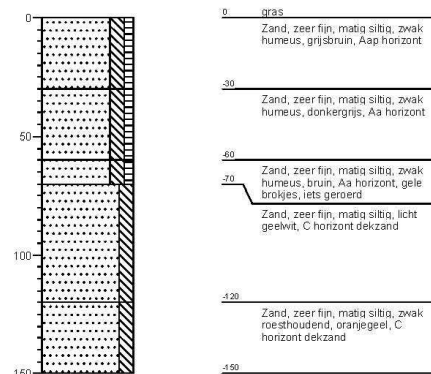 0
50
100
150
0
gras
Zand, zeer fijn, matig siltig, zwak
humeus, grijsbruin, Aap horizont
-30
Zand, zeer fijn, matig siltig, zwak
humeus, donkergrijs, Aa horizont
-60
Zand, zeer fijn, matig siltig, zwak
humeus, bruin, Aa horizont, gele
brokjes, iets geroerd
-70
Zand, zeer fijn, matig siltig, licht
geelwit, C horizont dekzand
-120
Zand, zeer fijn, matig siltig, zwak
roesthoudend, oranjegeel, C
horizont dekzand
-150